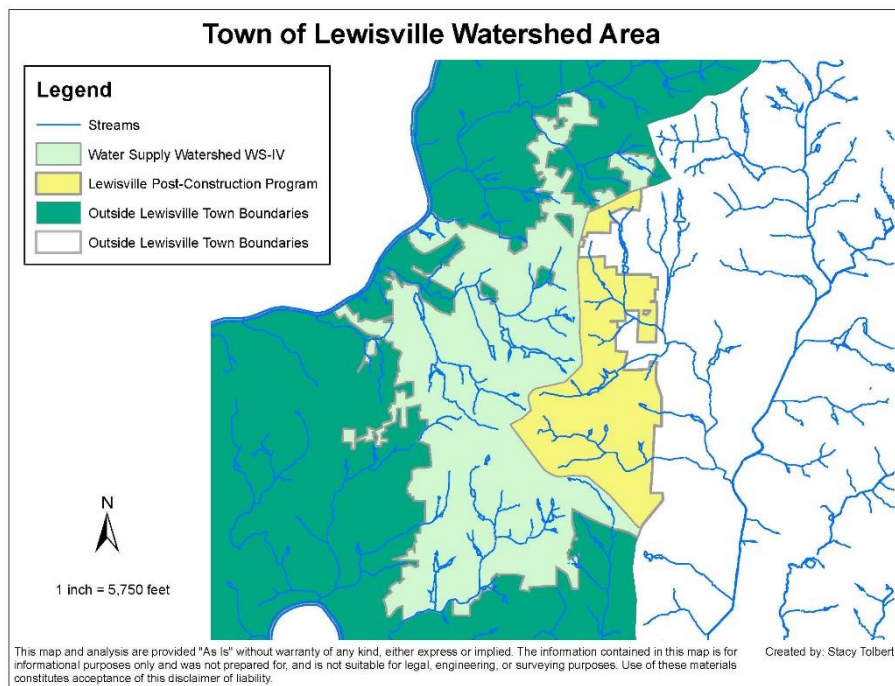 Town of Lewisville Watershed Area
Legend
Streams
Water Supply Watershed WS-IV
Lewisville Post-Construction Program
Outside Lewisville Town Boundaries
Outside Lewisville Town Boundaries
N
1 inch = 5,750 feet
This map and analysis are provided "As Is" without warranty of any kind, either express or implied. The information contained in this map is for
informational purposes only and was not prepared for, and is not suitable for legal, engineering, or surveying purposes. Use of these materials
constitutes acceptance of this disclaimer of liability.
Created by: Stacy Tolbert